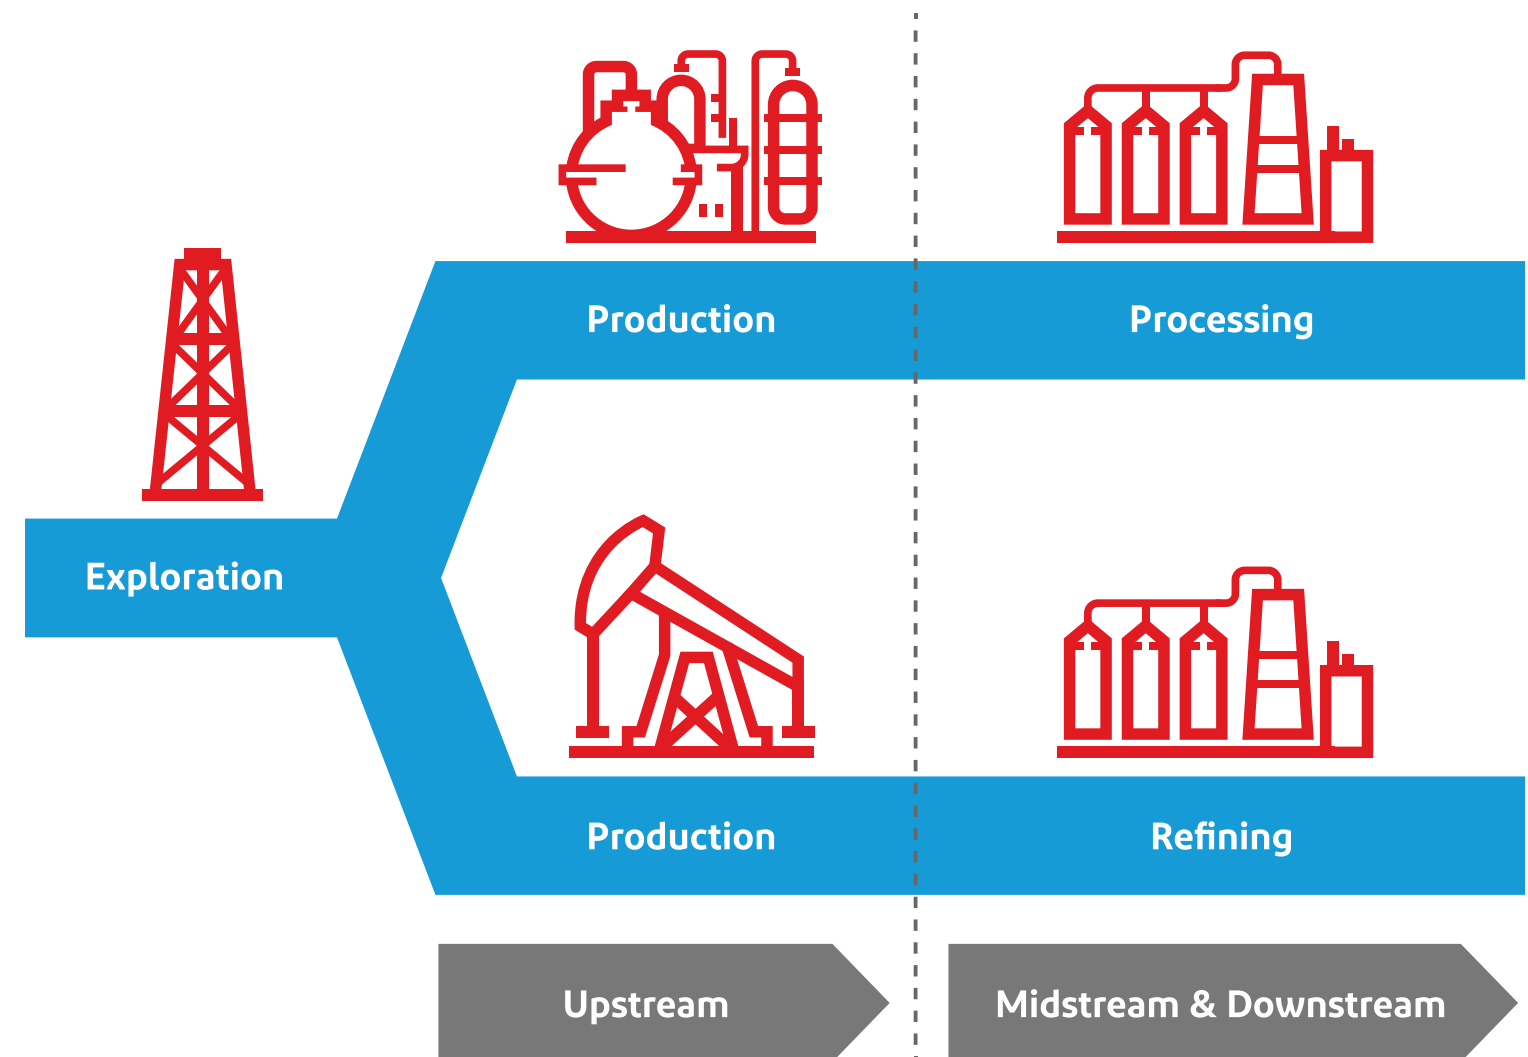 Production
Processing
Exploration
Production
Refining
Upstream
Midstream & Downstream